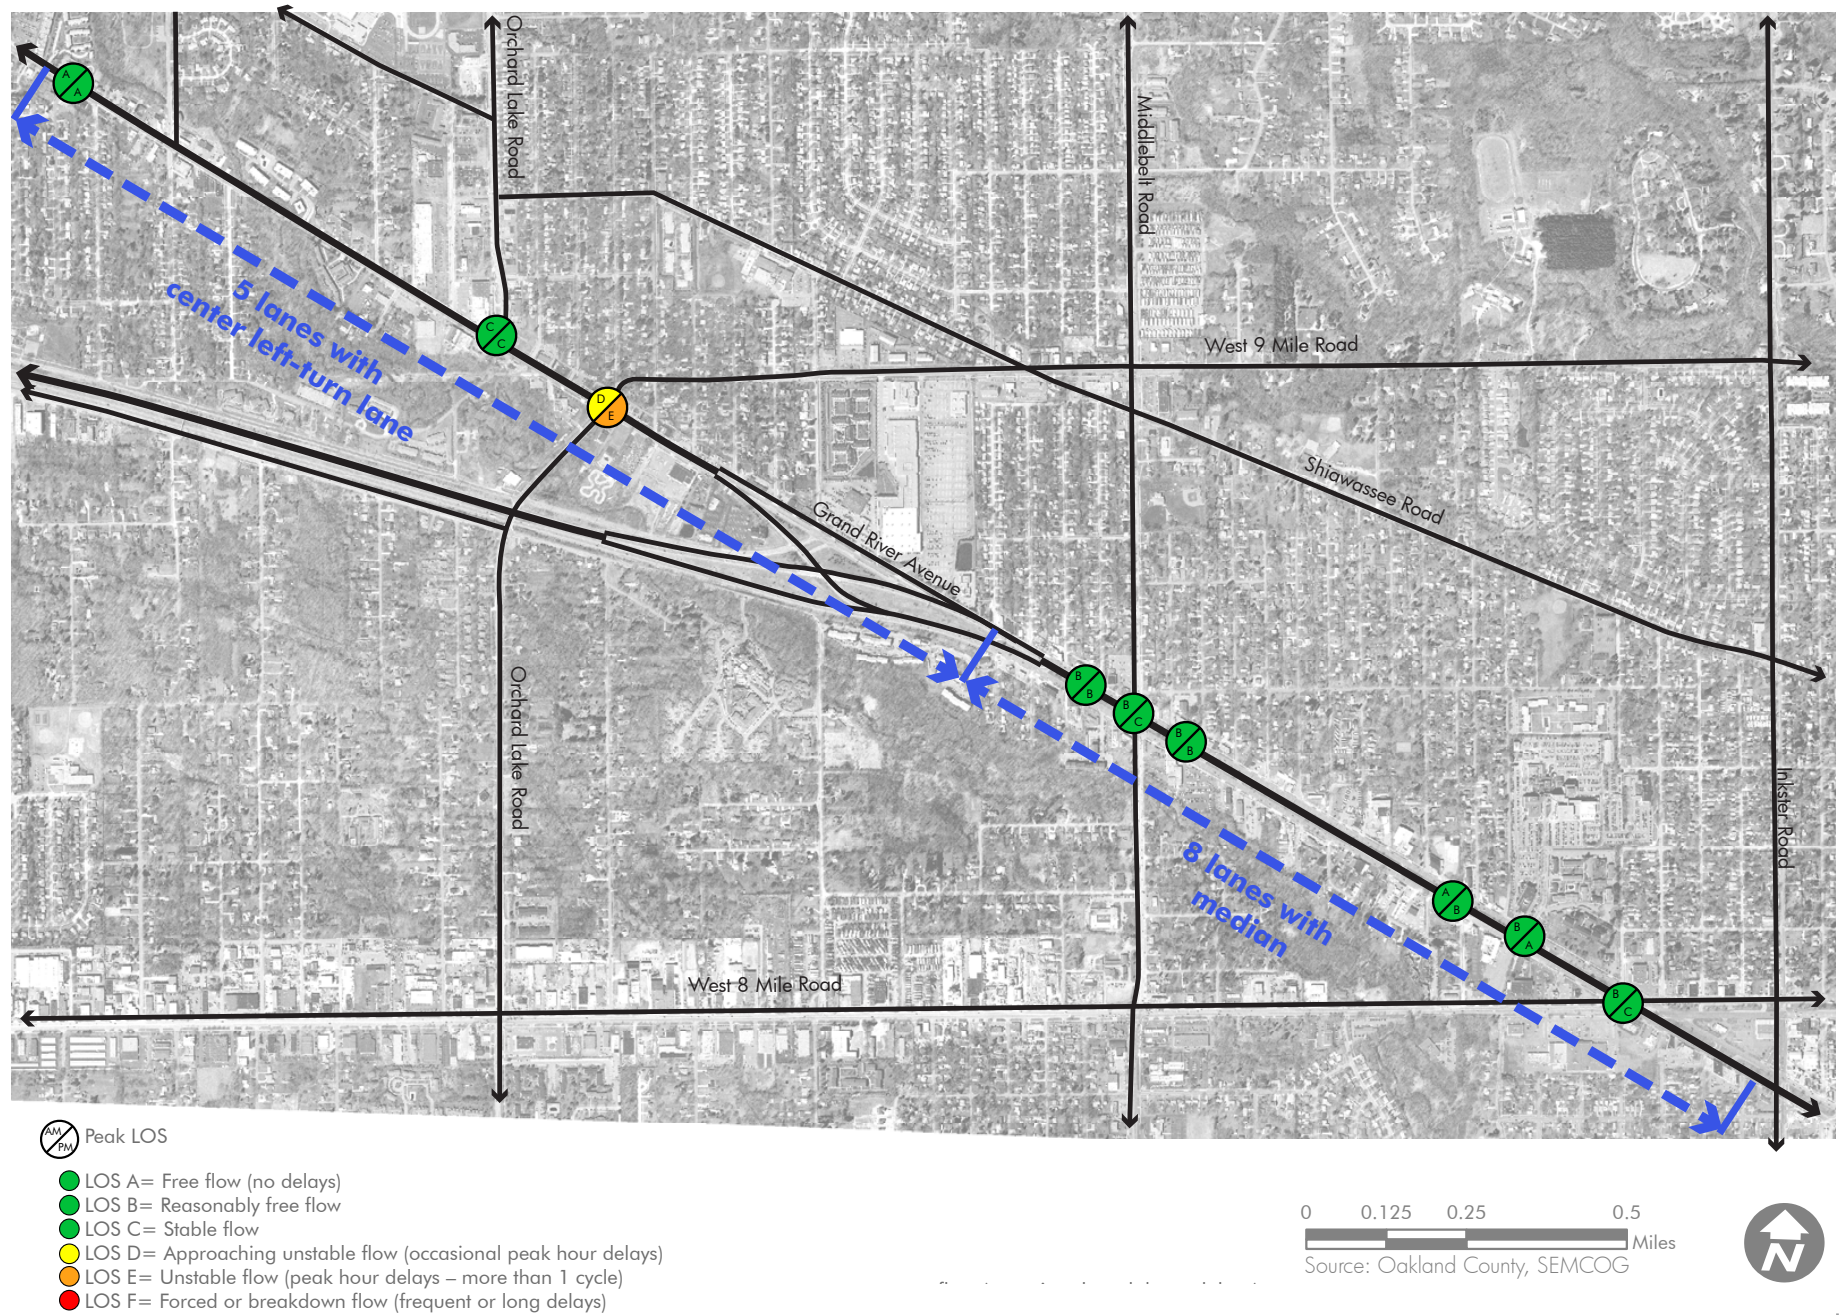 A
A
Orchard Lake Road
Middlebelt Road
5 lanes with
center left-turn lane
C
C
West 9 Mile Road
D
E
Shiawassee Road
Grand River Avenue
Orchard Lake Road
B
B
B
C
B
B
Inkster Road
8 lanes with
median
A
B
B
A
West 8 Mile Road
B
C
AM
PM
Peak LOS
LOS A= Free flow (no delays)
LOS B= Reasonably free flow
LOS C= Stable flow
LOS D= Approaching unstable flow (occasional peak hour delays)
LOS E= Unstable flow (peak hour delays – more than 1 cycle)
LOS F= Forced or breakdown flow (frequent or long delays)
0 0.125 0.25 0.5
Miles
Source: Oakland County, SEMCOG
N